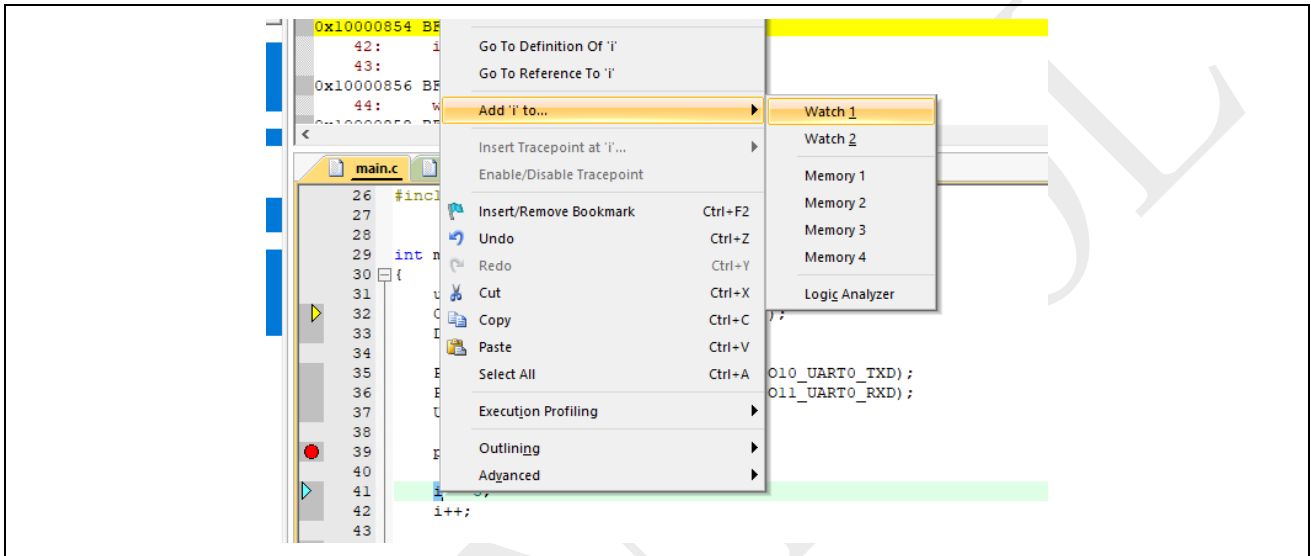 0x10000854
42: i
Go To Definition Of 'i'
43:
Go To Reference To 'i'
0x10000856
44:
Add 'i' to...
Watch 1
Watch 2
Insert Tracepoint at 'i'...
main.c
Enable/Disable Tracepoint
Memory 1
26 #incl
Memory 2
27
Insert/Remove Bookmark Ctrl+F2
28
Memory 3
Undo Ctrl+Z
29 int
Memory 4
30 {
Redo Ctrl+Y
31
Cut Ctrl+X
Logic Analyzer
32 );
Copy Ctrl+C
33
Paste Ctrl+V
34
35 O10_UART0_TXD);
Select All Ctrl+A
36 O11_UART0_RXD);
37
Execution Profiling
38
39
Outlining
40
Advanced
41 i
42 i++;
43